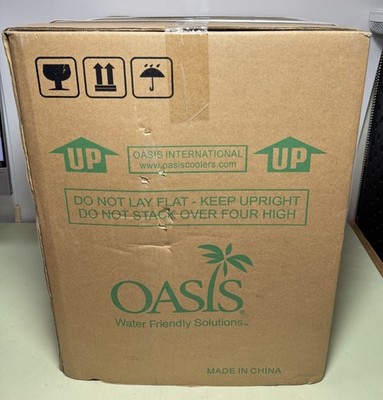 UP
OASIS INTERNATIONAL
www.oasiscoolers.com
UP
DO NOT LAY FLAT - KEEP UPRIGHT
DO NOT STACK OVER FOUR HIGH
OASIS®
Water Friendly Solutions™
MADE IN CHINA